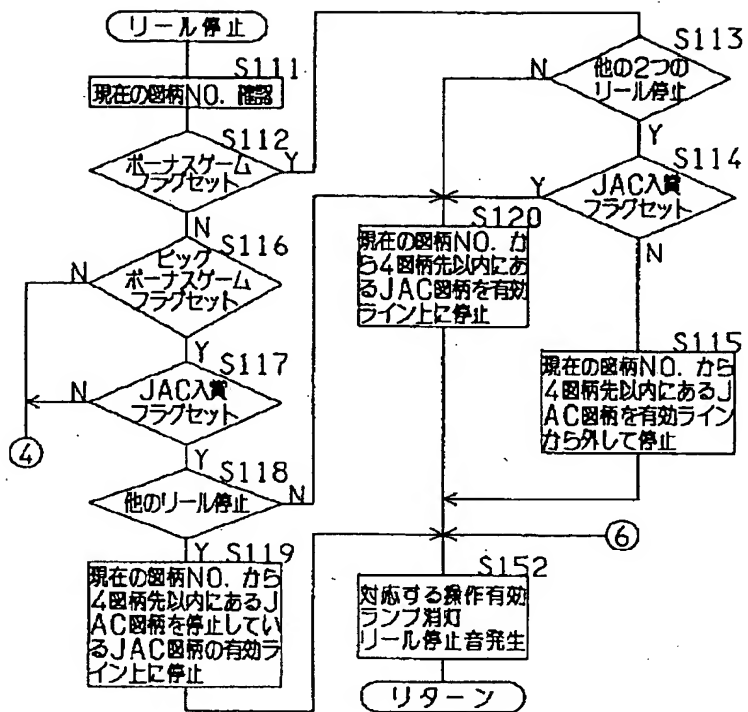 リール停止
S111
現在の図柄NO. 確認
S112
ボーナスゲーム
フラグセット
Y
N
S116
ビッグ
ボーナスゲーム
フラグセット
N
Y
S117
JAC入賞
フラグセット
N
④
Y
S118
他のリール停止
N
Y
S119
現在の図柄NO. から
4図柄先以内にあるJ
AC図柄を停止してい
るJAC図柄の有効ラ
イン上に停止
S113
他の2つの
リール停止
N
Y
S114
JAC入賞
フラグセット
Y
N
S120
現在の図柄NO. か
ら4図柄先以内にあ
るJAC図柄を有効
ライン上に停止
S115
現在の図柄NO. から
4図柄先以内にあるJ
AC図柄を有効ライン
から外して停止
⑥
S152
対応する操作有効
ランプ消灯
リール停止音発生
リターン